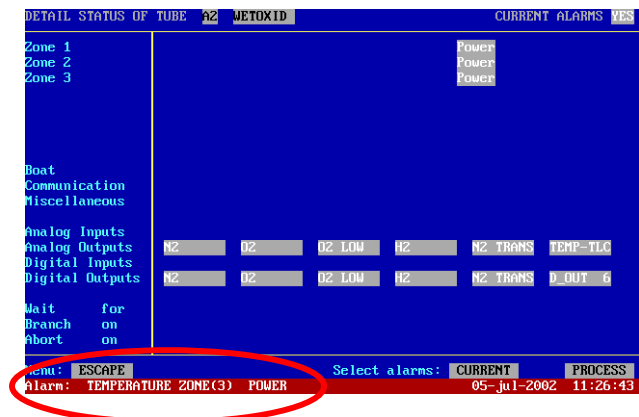 DETAIL STATUS OF TUBE A2 WETOXID CURRENT ALARMS YES
Zone 1 Power
Zone 2 Power
Zone 3 Power
Boat
Communication
Miscellaneous
Analog Inputs
Analog Outputs N2 O2 O2 LOW H2 N2 TRANS TEMP-TLC
Digital Inputs
Digital Outputs N2 O2 O2 LOW H2 N2 TRANS D_OUT 6
Wait for
Branch on
Abort on
Menu: ESCAPE Select alarms: CURRENT PROCESS
Alarm: TEMPERATURE ZONE(3) POWER 05-jul-2002 11:26:43